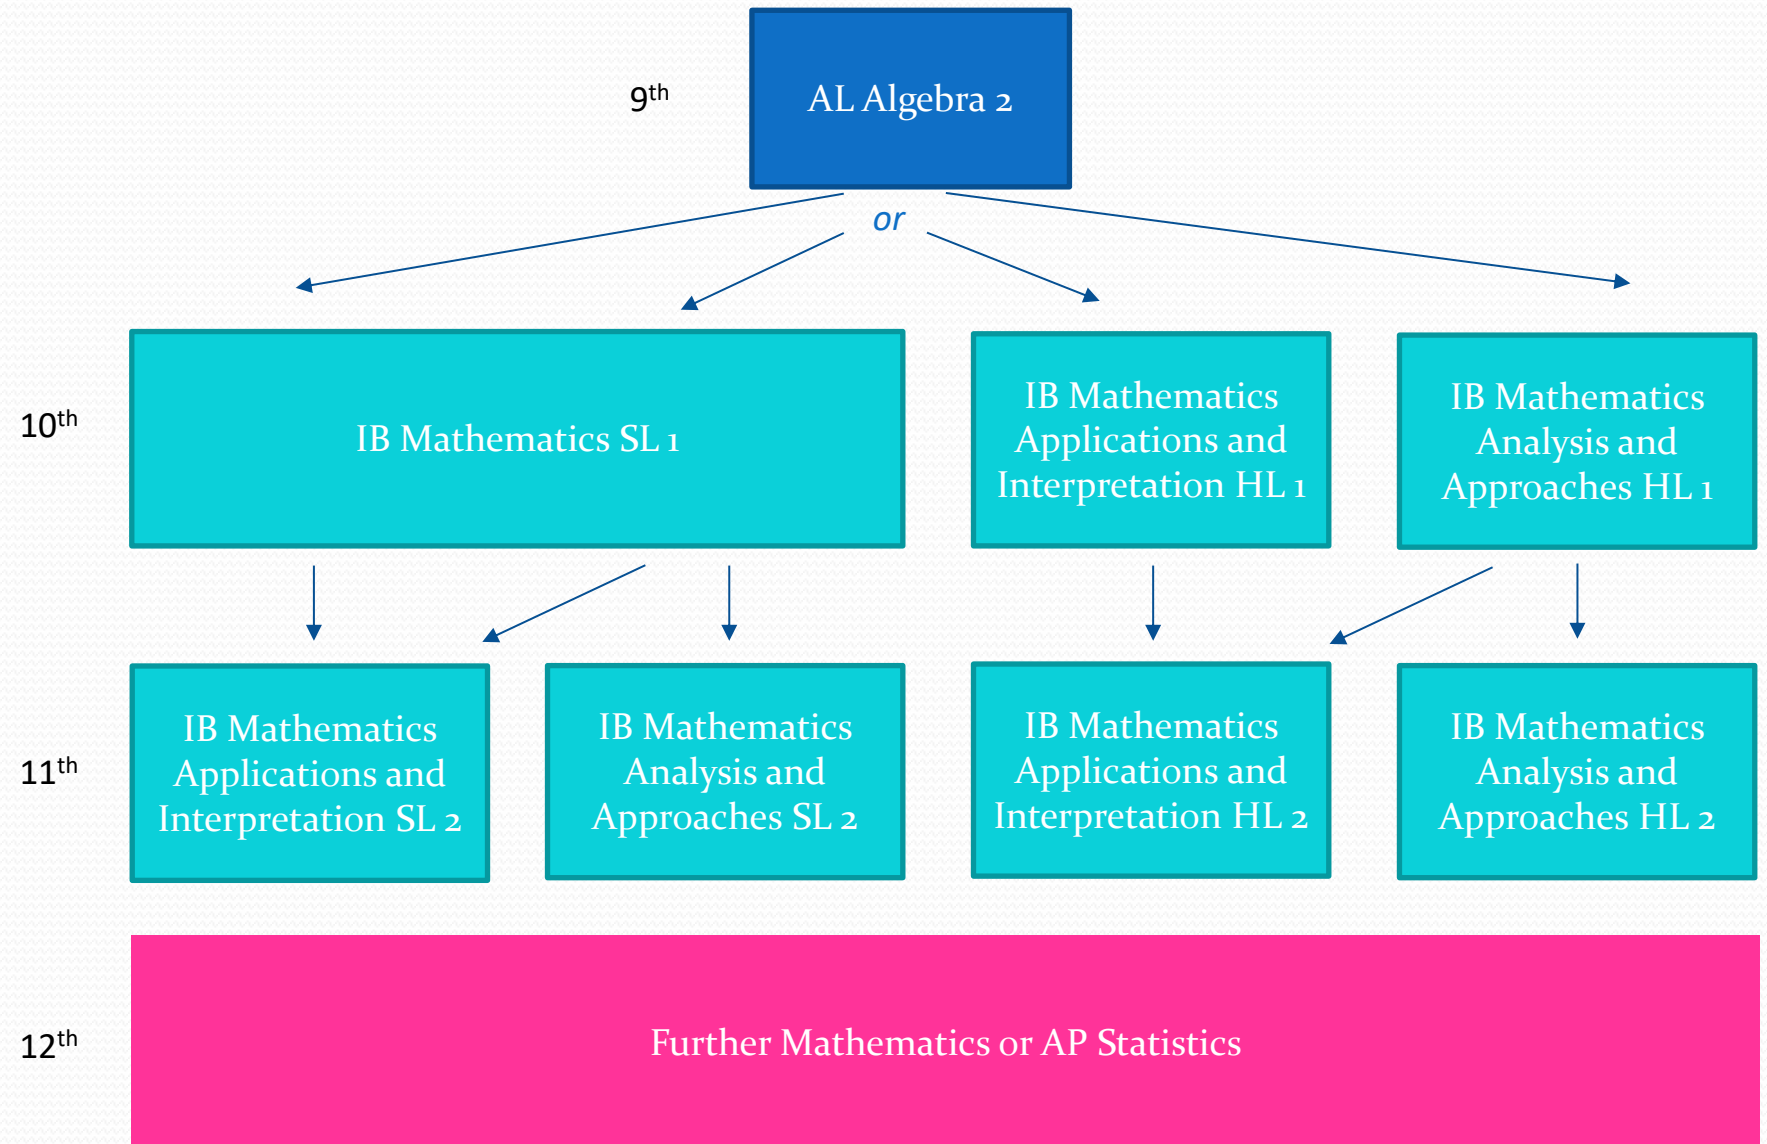 9th
AL Algebra 2
or
10th
IB Mathematics SL 1
IB Mathematics
Applications and
Interpretation HL 1
IB Mathematics
Analysis and
Approaches HL 1
11th
IB Mathematics
Applications and
Interpretation SL 2
IB Mathematics
Analysis and
Approaches SL 2
IB Mathematics
Applications and
Interpretation HL 2
IB Mathematics
Analysis and
Approaches HL 2
12th
Further Mathematics or AP Statistics